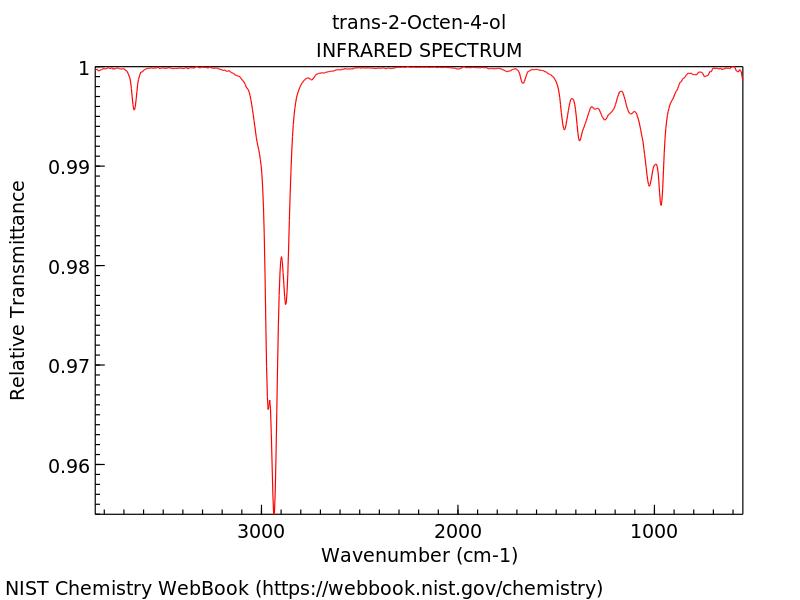 trans-2-Octen-4-ol
INFRARED SPECTRUM
1
0.99
0.98
0.97
0.96
Relative Transmittance
3000 2000 1000
Wavenumber (cm-1)
NIST Chemistry WebBook (https://webbook.nist.gov/chemistry)